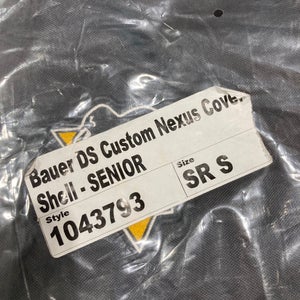 Bauer DS Custom Nexus Cover
Shell - SENIOR
Style
Size
1043793
SR S